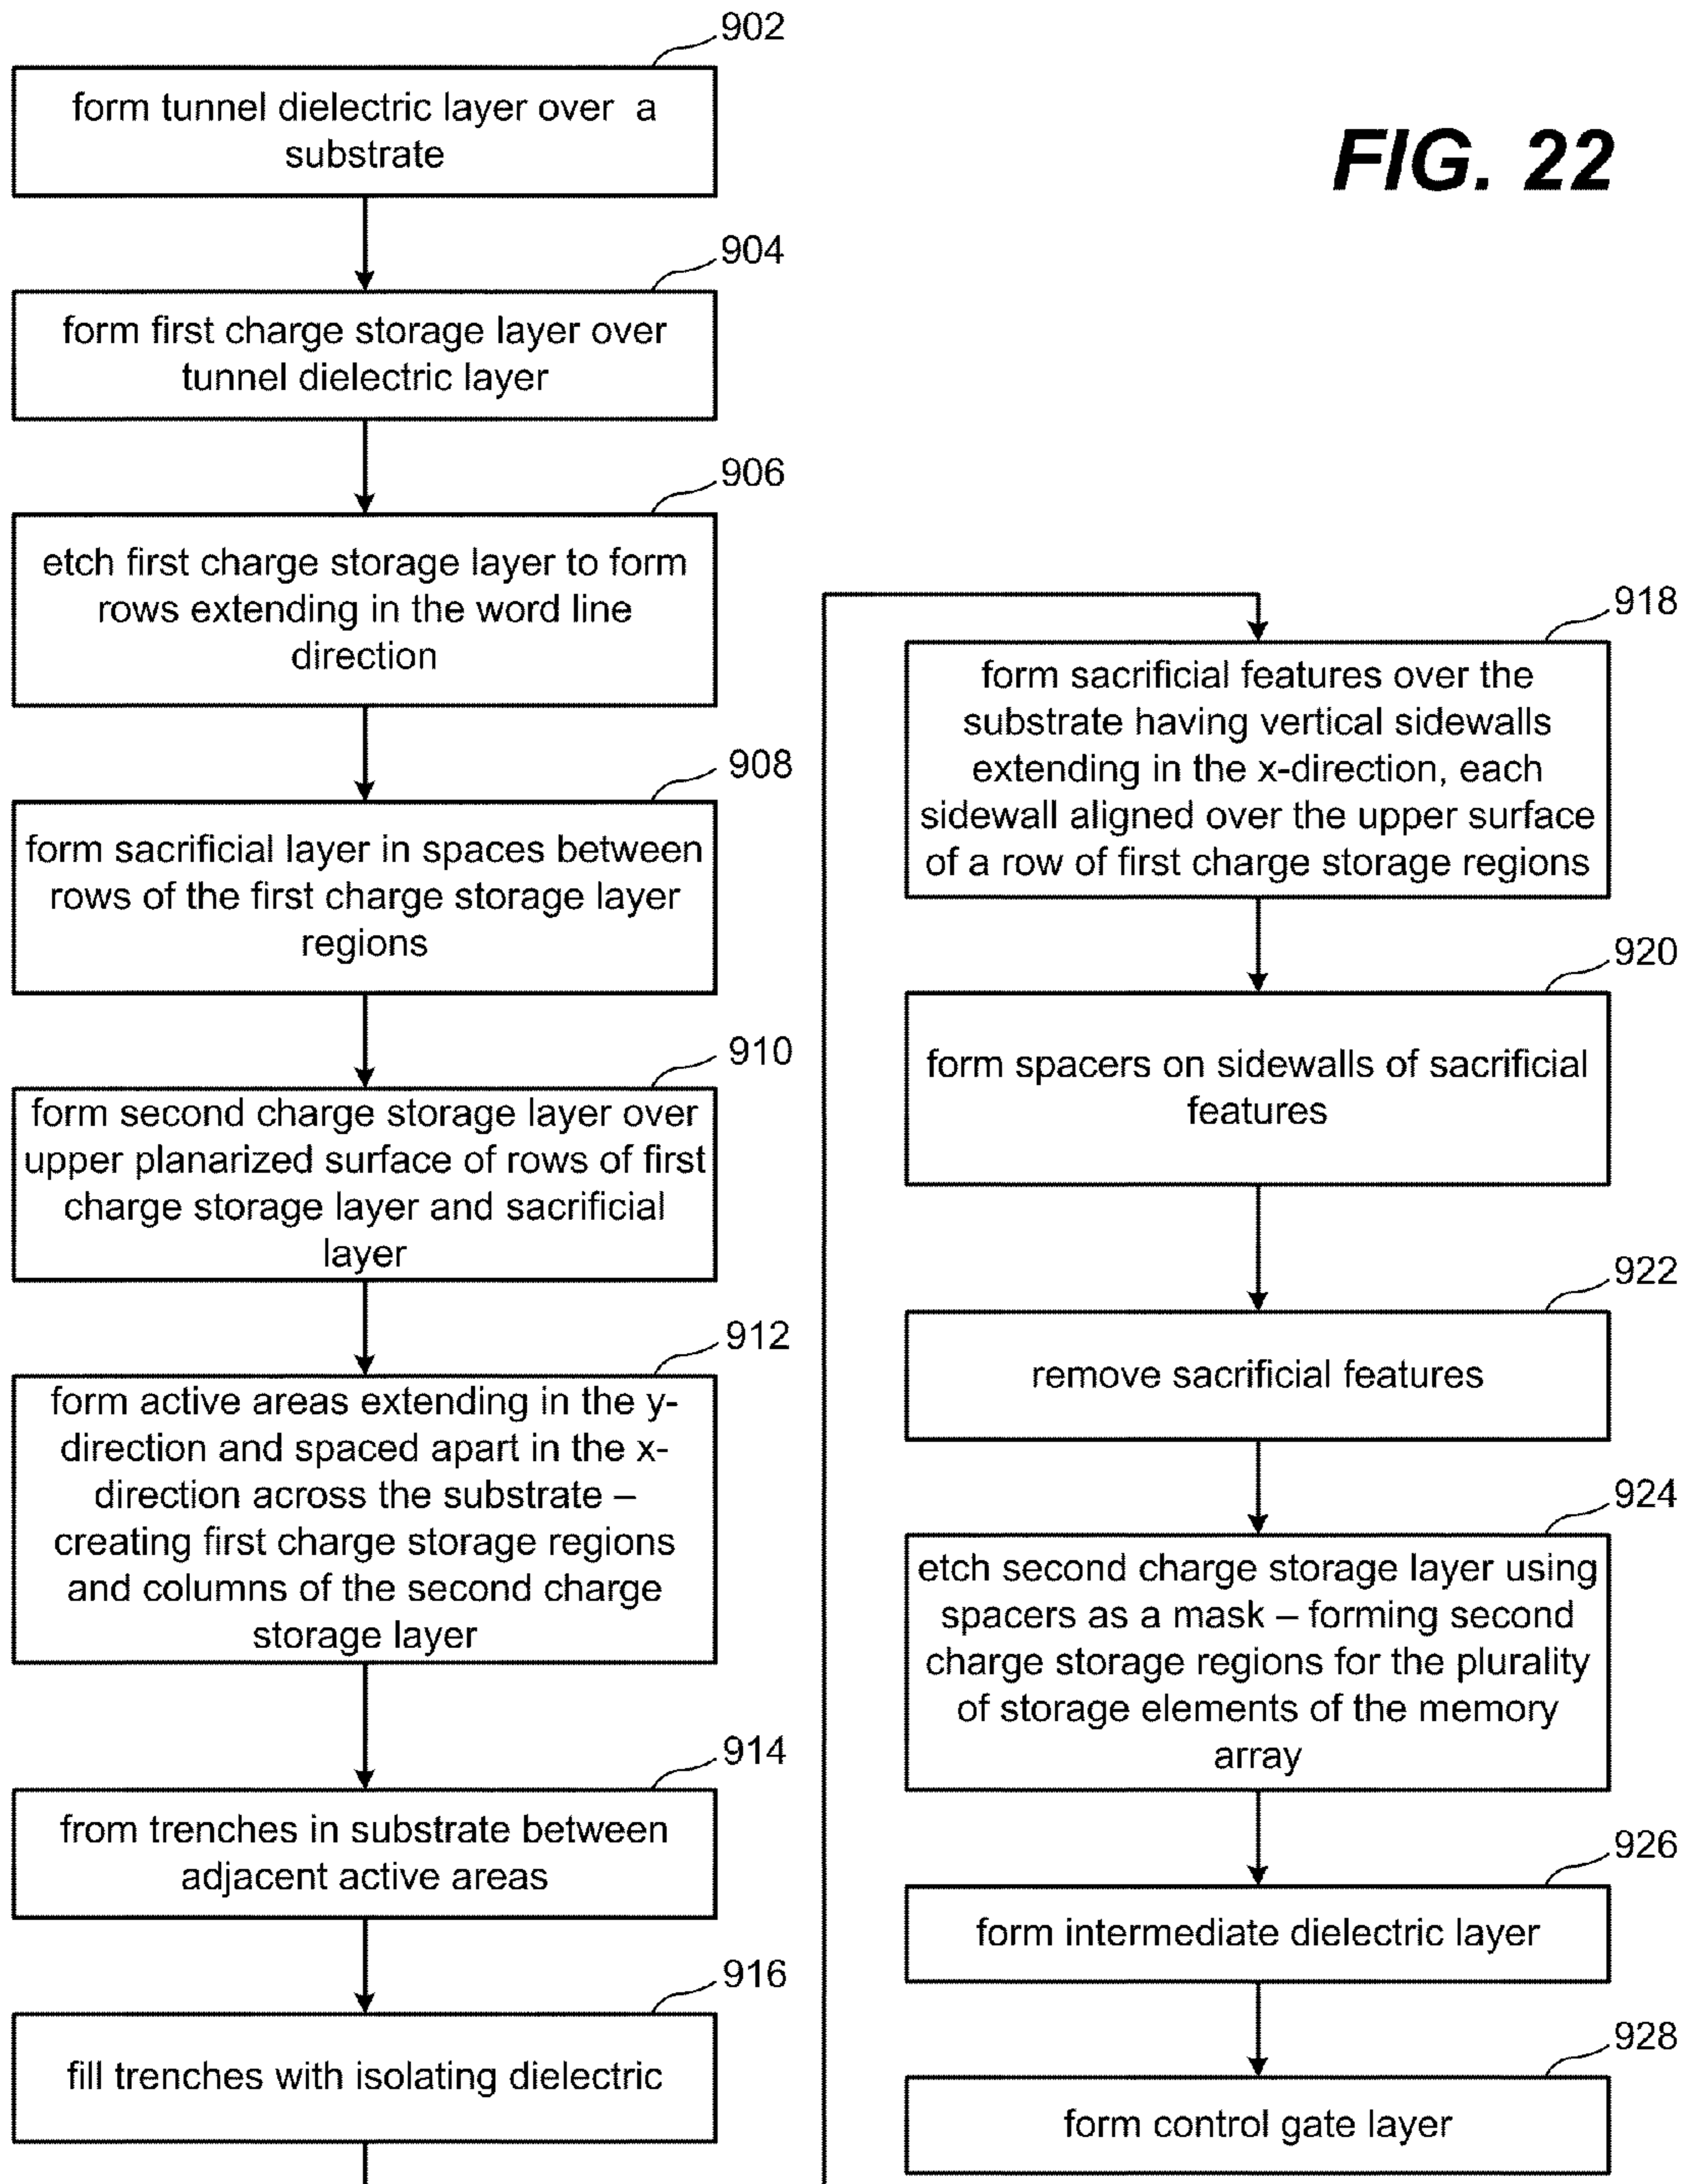 FIG. 22
902
form tunnel dielectric layer over a
substrate
904
form first charge storage layer over
tunnel dielectric layer
906
etch first charge storage layer to form
rows extending in the word line
direction
908
form sacrificial layer in spaces between
rows of the first charge storage layer
regions
910
form second charge storage layer over
upper planarized surface of rows of first
charge storage layer and sacrificial
layer
912
form active areas extending in the y-
direction and spaced apart in the x-
direction across the substrate –
creating first charge storage regions
and columns of the second charge
storage layer
914
from trenches in substrate between
adjacent active areas
916
fill trenches with isolating dielectric
918
form sacrificial features over the
substrate having vertical sidewalls
extending in the x-direction, each
sidewall aligned over the upper surface
of a row of first charge storage regions
920
form spacers on sidewalls of sacrificial
features
922
remove sacrificial features
924
etch second charge storage layer using
spacers as a mask – forming second
charge storage regions for the plurality
of storage elements of the memory
array
926
form intermediate dielectric layer
928
form control gate layer